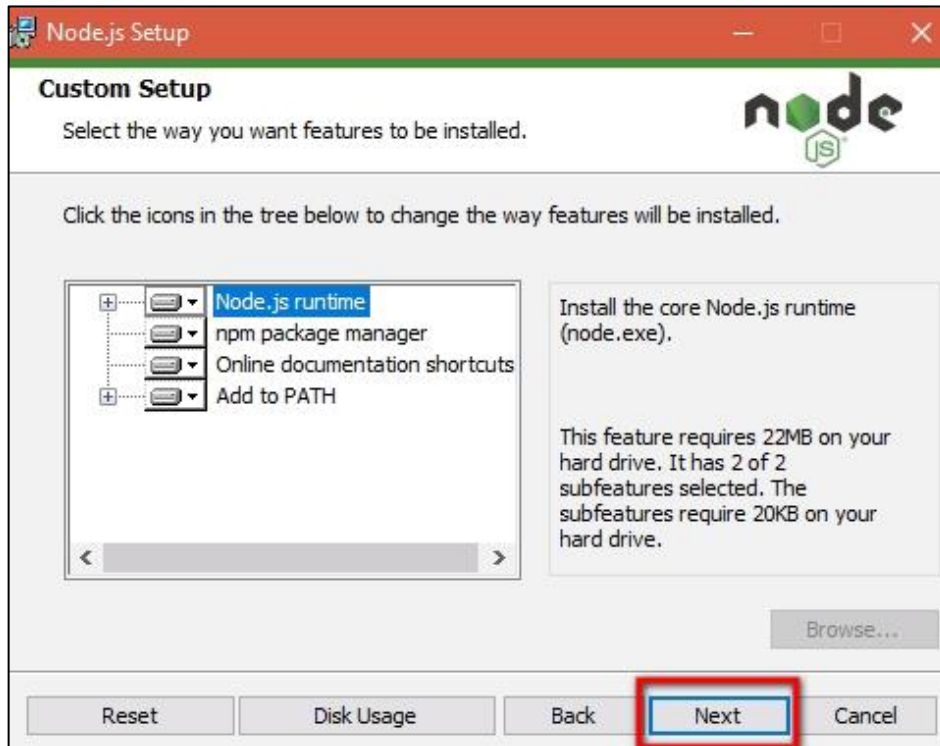 Node.js Setup
Custom Setup
Select the way you want features to be installed.
node
JS
Click the icons in the tree below to change the way features will be installed.
Node.js runtime
npm package manager
Online documentation shortcuts
Add to PATH
Install the core Node.js runtime
(node.exe).
This feature requires 22MB on your
hard drive. It has 2 of 2
subfeatures selected. The
subfeatures require 20KB on your
hard drive.
Browse...
Reset
Disk Usage
Back
Next
Cancel